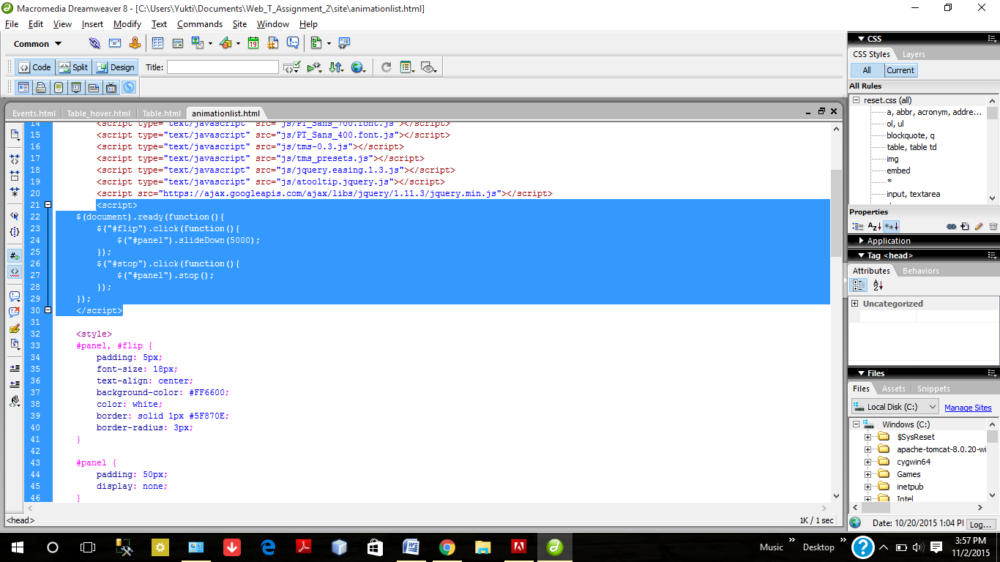 Macromedia Dreamweaver 8 - [C:\Users\Yukti\Documents\Web_T_Assignment_2\site\animationlist.html]
File Edit View Insert Modify Text Commands Site Window Help
Common
Code Split Design Title:
Events.html Table_hover.html Table.html animationlist.html
14 <script type="text/javascript" src="js/PT_Sans_700.font.js"></script>
15 <script type="text/javascript" src="js/PT_Sans_400.font.js"></script>
16 <script type="text/javascript" src="js/tms-0.3.js"></script>
17 <script type="text/javascript" src="js/tms_presets.js"></script>
18 <script type="text/javascript" src="js/jquery.easing.1.3.js"></script>
19 <script type="text/javascript" src="js/atooltip.jquery.js"></script>
20 <script src="https://ajax.googleapis.com/ajax/libs/jquery/1.11.3/jquery.min.js"></script>
21 <script>
22 $(document).ready(function(){
23 $("#flip").click(function(){
24 $("#panel").slideDown(5000);
25 });
26 $("#stop").click(function(){
27 $("#panel").stop();
28 });
29 });
30 </script>
31
32 <style>
33 #panel, #flip {
34 padding: 5px;
35 font-size: 18px;
36 text-align: center;
37 background-color: #FF6600;
38 color: white;
39 border: solid 1px #5F870E;
40 border-radius: 3px;
41 }
42
43 #panel {
44 padding: 50px;
45 display: none;
46 }
<head>
1K / 1 sec
CSS
CSS Styles Layers
All Current
All Rules
reset.css (all)
a, abbr, acronym, addre...
ol, ul
blockquote, q
table, table td
img
embed
*
input, textarea
Properties
Application
Tag <head>
Attributes Behaviors
Uncategorized
Files
Files Assets Snippets
Local Disk (C:) Manage Sites
Windows (C:)
$SysReset
apache-tomcat-8.0.20-wi
cygwin64
Games
inetpub
Intel
Date: 10/20/2015 1:04 PI Log...
Music Desktop
3:57 PM
11/2/2015